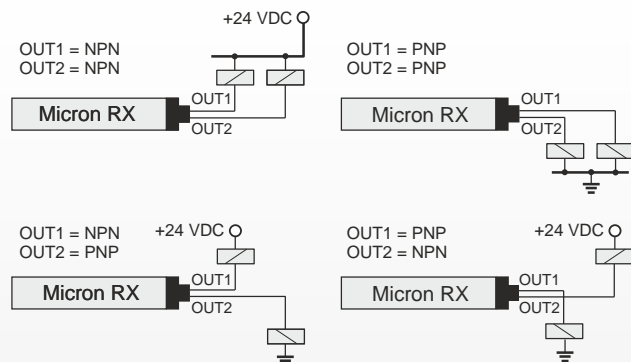 +24 VDC
OUT1 = NPN
OUT2 = NPN
OUT1
Micron RX
OUT2
OUT1 = PNP
OUT2 = PNP
OUT1
Micron RX
OUT2
OUT1 = NPN
OUT2 = PNP
+24 VDC
OUT1
Micron RX
OUT2
OUT1 = PNP
OUT2 = NPN
+24 VDC
OUT1
Micron RX
OUT2